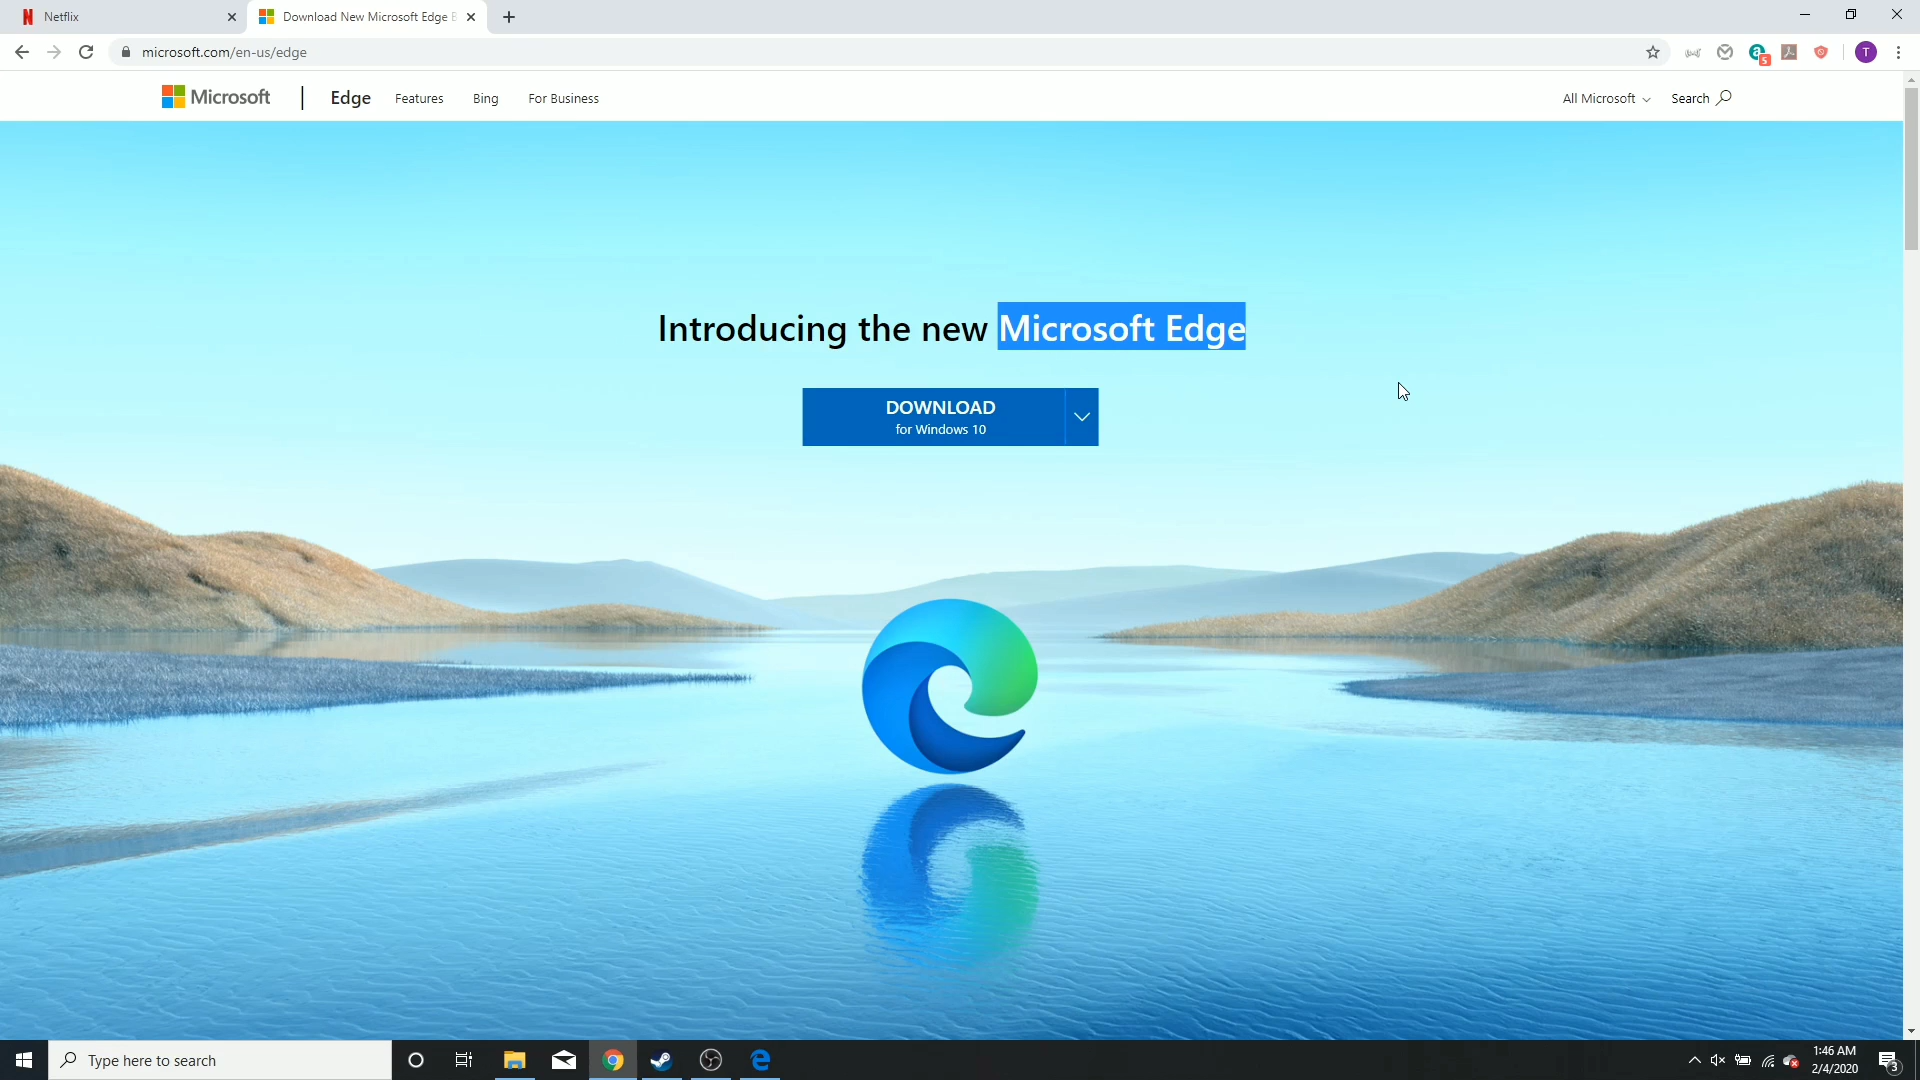 Netflix
Download New Microsoft Edge B
microsoft.com/en-us/edge
5
T
Microsoft
Edge
Features
Bing
For Business
All Microsoft
Search
Introducing the new Microsoft Edge
DOWNLOAD
for Windows 10
Type here to search
1:46 AM
2/4/2020
3